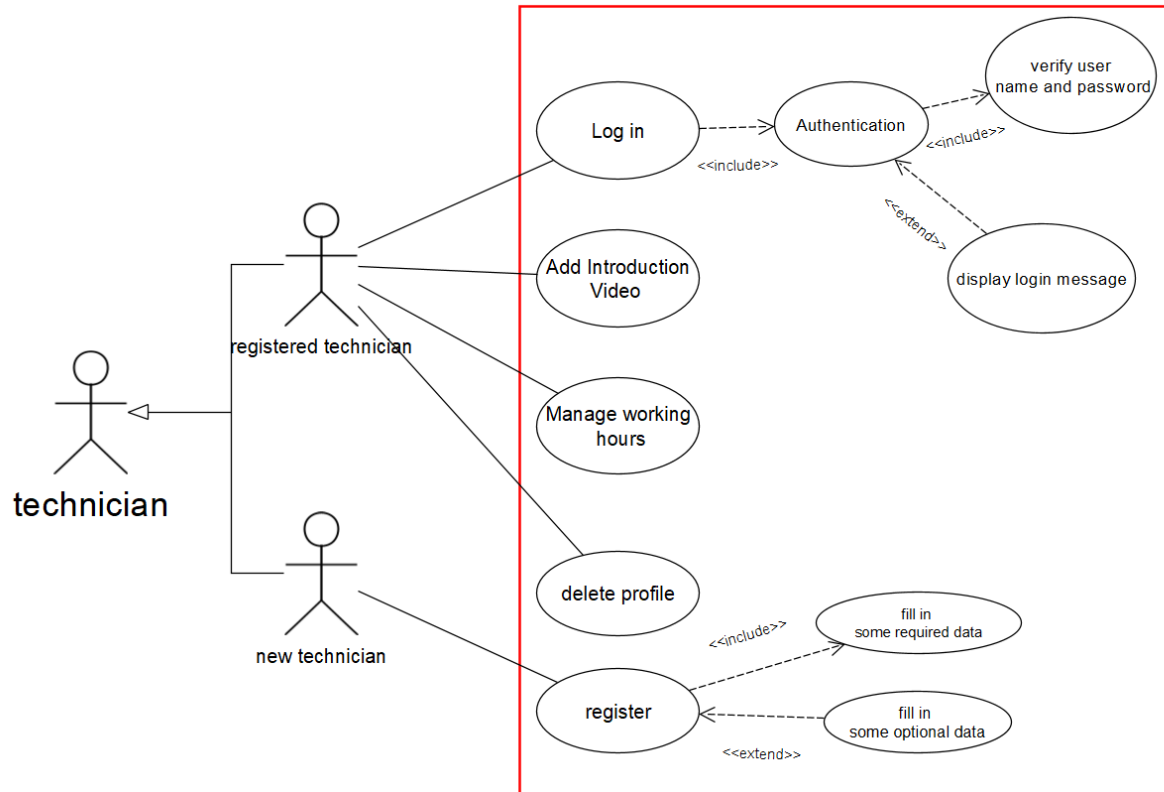 verify user
name and password
Log in
Authentication
<<include>>
<<include>>
<<extend>>
Add Introduction
Video
display login message
registered technician
Manage working
hours
technician
delete profile
fill in
some required data
<<include>>
new technician
register
fill in
some optional data
<<extend>>